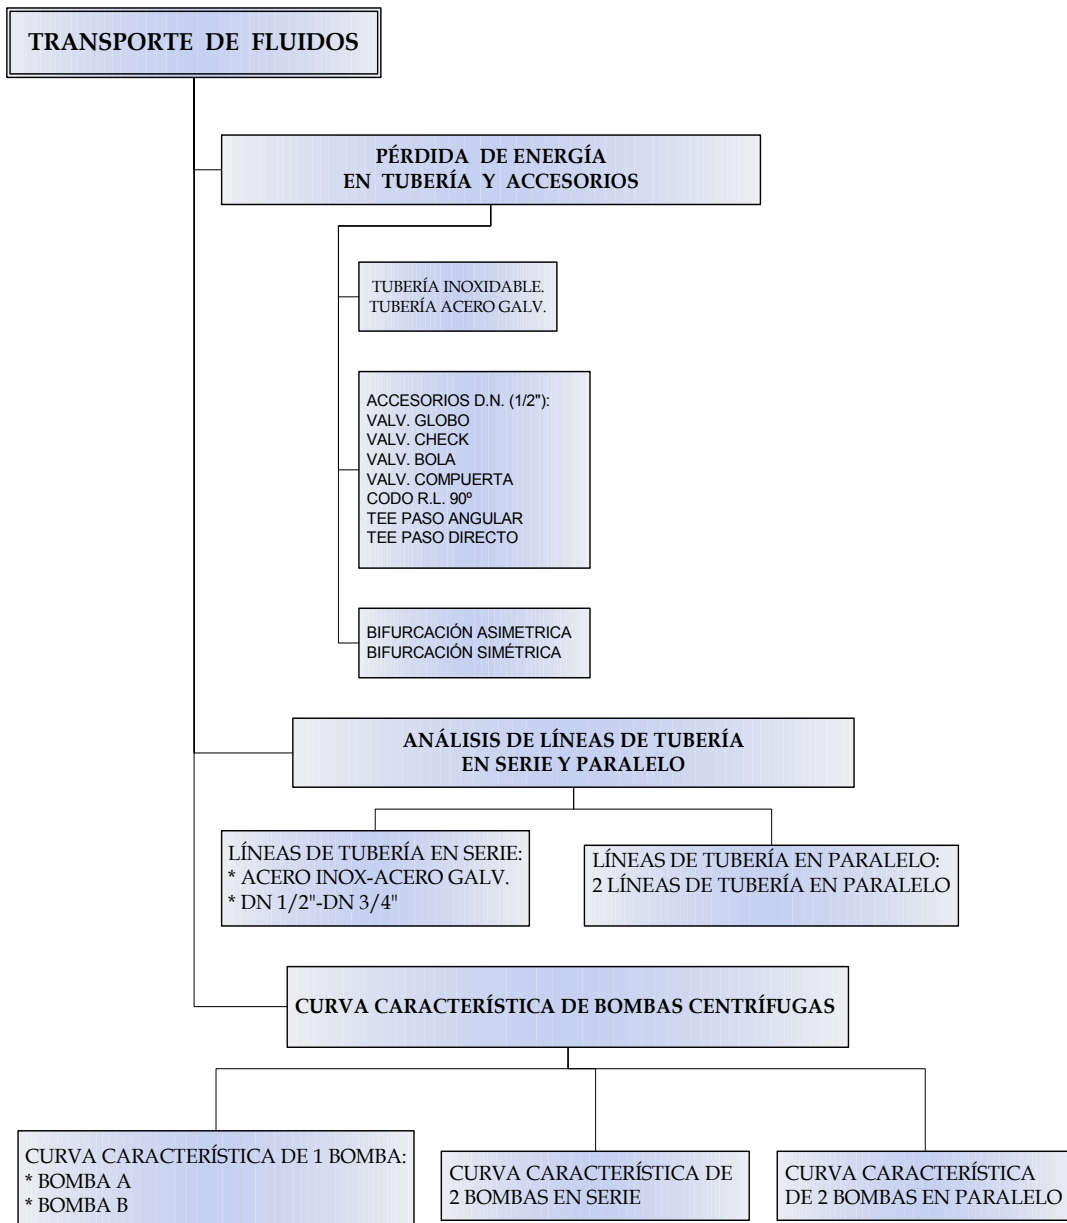 TRANSPORTE DE FLUIDOS
PÉRDIDA DE ENERGÍA
EN TUBERÍA Y ACCESORIOS
TUBERÍA INOXIDABLE.
TUBERÍA ACERO GALV.
ACCESORIOS D.N. (1/2"):
VALV. GLOBO
VALV. CHECK
VALV. BOLA
VALV. COMPUERTA
CODO R.L. 90º
TEE PASO ANGULAR
TEE PASO DIRECTO
BIFURCACIÓN ASIMETRICA
BIFURCACIÓN SIMÉTRICA
ANÁLISIS DE LÍNEAS DE TUBERÍA
EN SERIE Y PARALELO
LÍNEAS DE TUBERÍA EN SERIE:
* ACERO INOX-ACERO GALV.
* DN 1/2"-DN 3/4"
LÍNEAS DE TUBERÍA EN PARALELO:
2 LÍNEAS DE TUBERÍA EN PARALELO
CURVA CARACTERÍSTICA DE BOMBAS CENTRÍFUGAS
CURVA CARACTERÍSTICA DE 1 BOMBA:
* BOMBA A
* BOMBA B
CURVA CARACTERÍSTICA DE
2 BOMBAS EN SERIE
CURVA CARACTERÍSTICA
DE 2 BOMBAS EN PARALELO